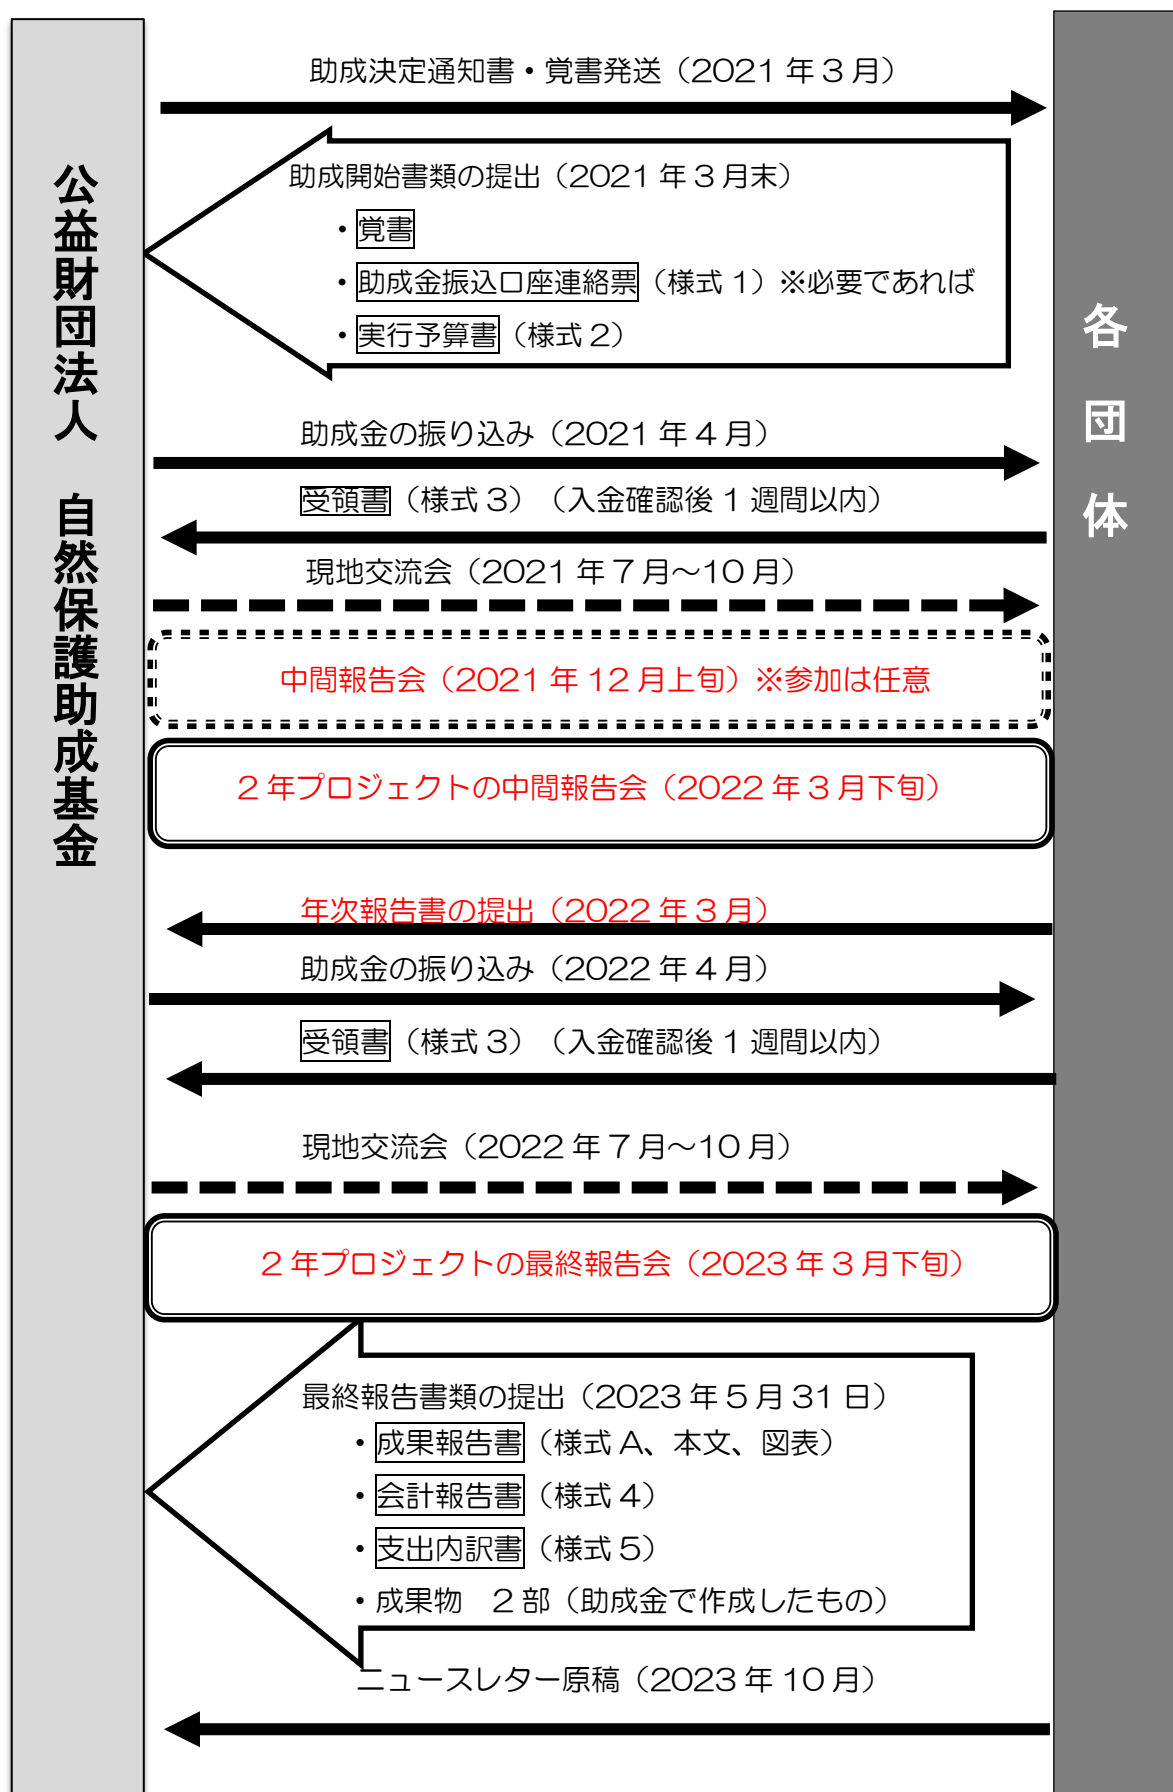 公益財団法人　自然保護助成基金
各団体
助成決定通知書・覚書発送（2021年3月）
助成開始書類の提出（2021年3月末）
・覚書
・助成金振込口座連絡票（様式1）※必要であれば
・実行予算書（様式2）
助成金の振り込み（2021年4月）
受領書（様式3）（入金確認後1週間以内）
現地交流会（2021年7月～10月）
中間報告会（2021年12月上旬）※参加は任意
2年プロジェクトの中間報告会（2022年3月下旬）
年次報告書の提出（2022年3月）
助成金の振り込み（2022年4月）
受領書（様式3）（入金確認後1週間以内）
現地交流会（2022年7月～10月）
2年プロジェクトの最終報告会（2023年3月下旬）
最終報告書類の提出（2023年5月31日）
・成果報告書（様式A、本文、図表）
・会計報告書（様式4）
・支出内訳書（様式5）
・成果物　2部（助成金で作成したもの）
ニュースレター原稿（2023年10月）